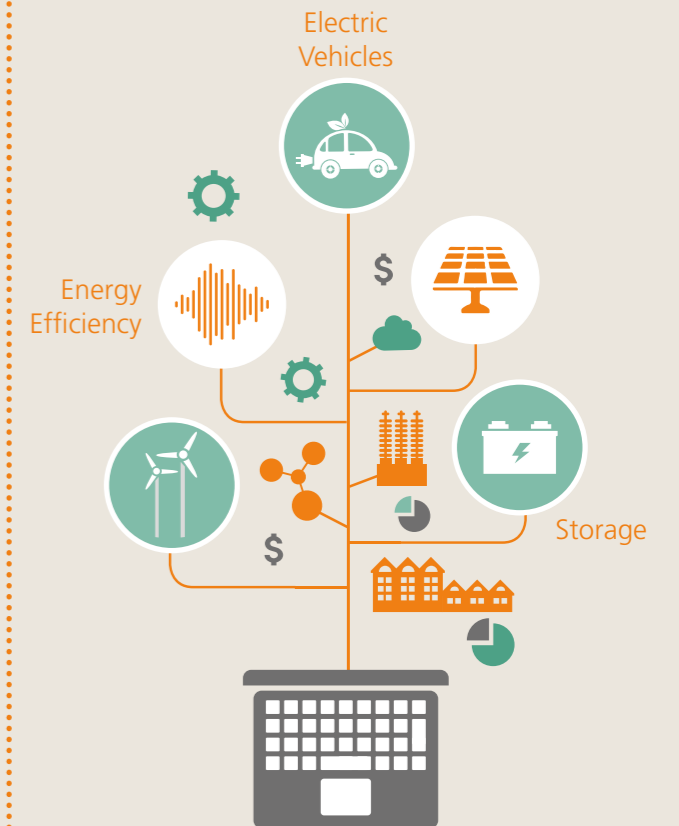 Electric
Vehicles
$
Energy
Efficiency
$
Storage